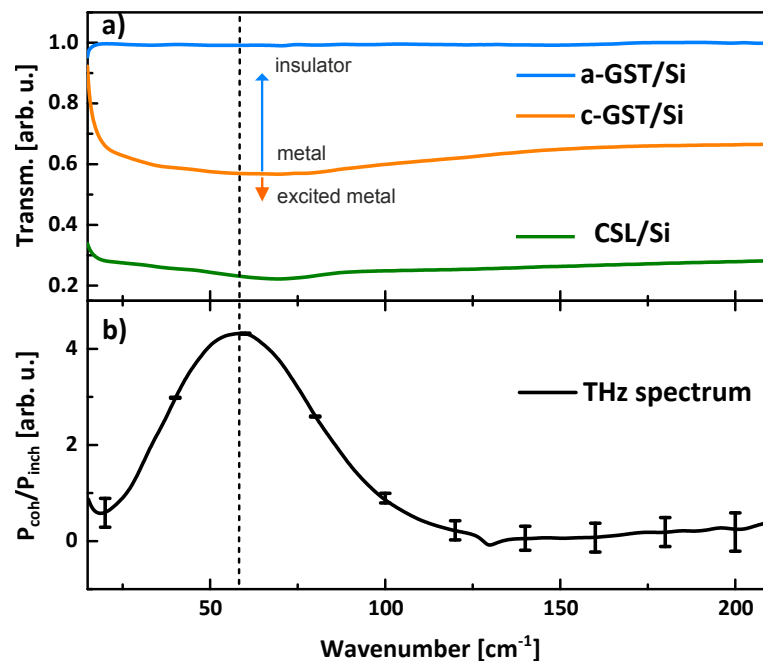 a)
1.0
0.8
0.6
0.4
0.2
Transm. [arb. u.]
insulator
metal
excited metal
a-GST/Si
c-GST/Si
CSL/Si
b)
4
2
0
P_coh/P_inch [arb. u.]
THz spectrum
50
100
150
200
Wavenumber [cm⁻¹]